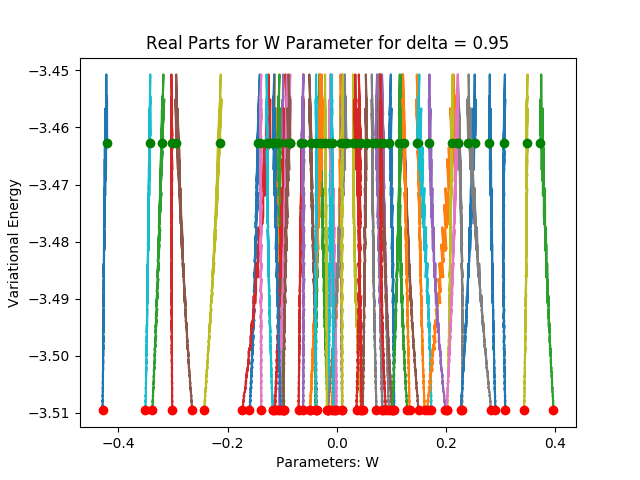 Real Parts for W Parameter for delta = 0.95
Variational Energy
−3.45
−3.46
−3.47
−3.48
−3.49
−3.50
−3.51
−0.4 −0.2 0.0 0.2 0.4
Parameters: W